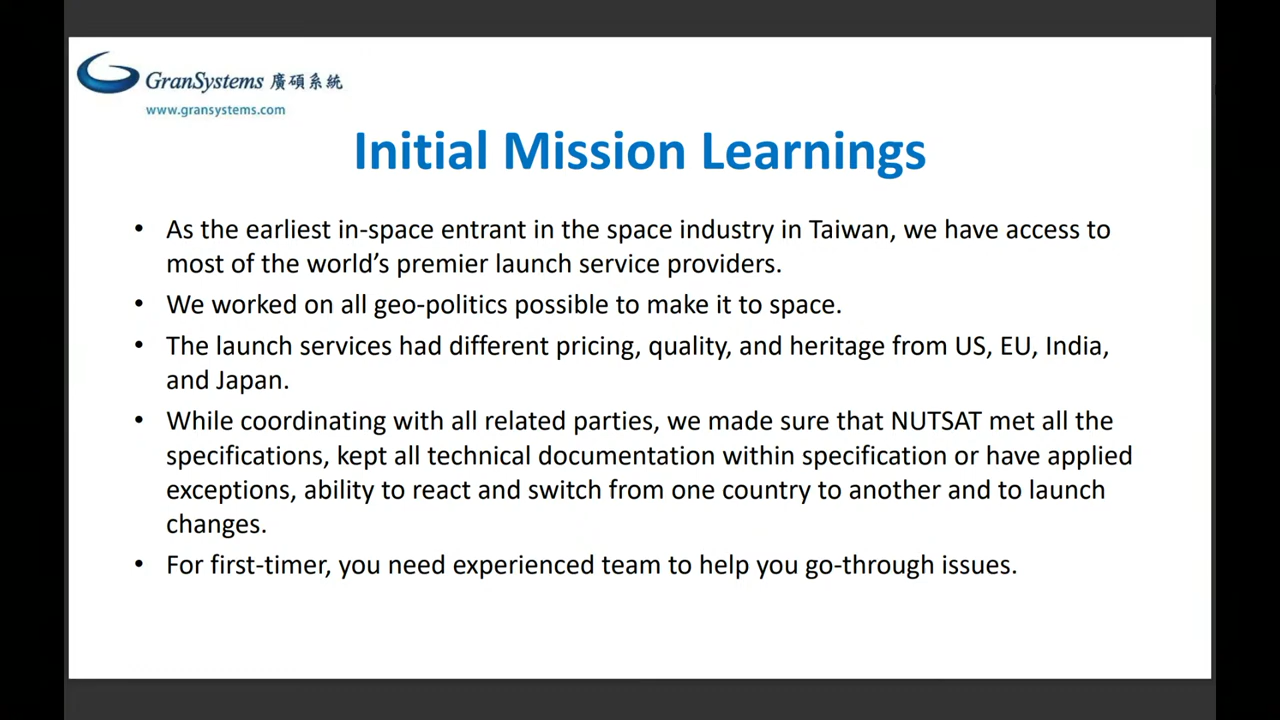 GranSystems 廣碩系統
www.gransystems.com
Initial Mission Learnings
• As the earliest in-space entrant in the space industry in Taiwan, we have access to
most of the world’s premier launch service providers.
• We worked on all geo-politics possible to make it to space.
• The launch services had different pricing, quality, and heritage from US, EU, India,
and Japan.
• While coordinating with all related parties, we made sure that NUTSAT met all the
specifications, kept all technical documentation within specification or have applied
exceptions, ability to react and switch from one country to another and to launch
changes.
• For first-timer, you need experienced team to help you go-through issues.